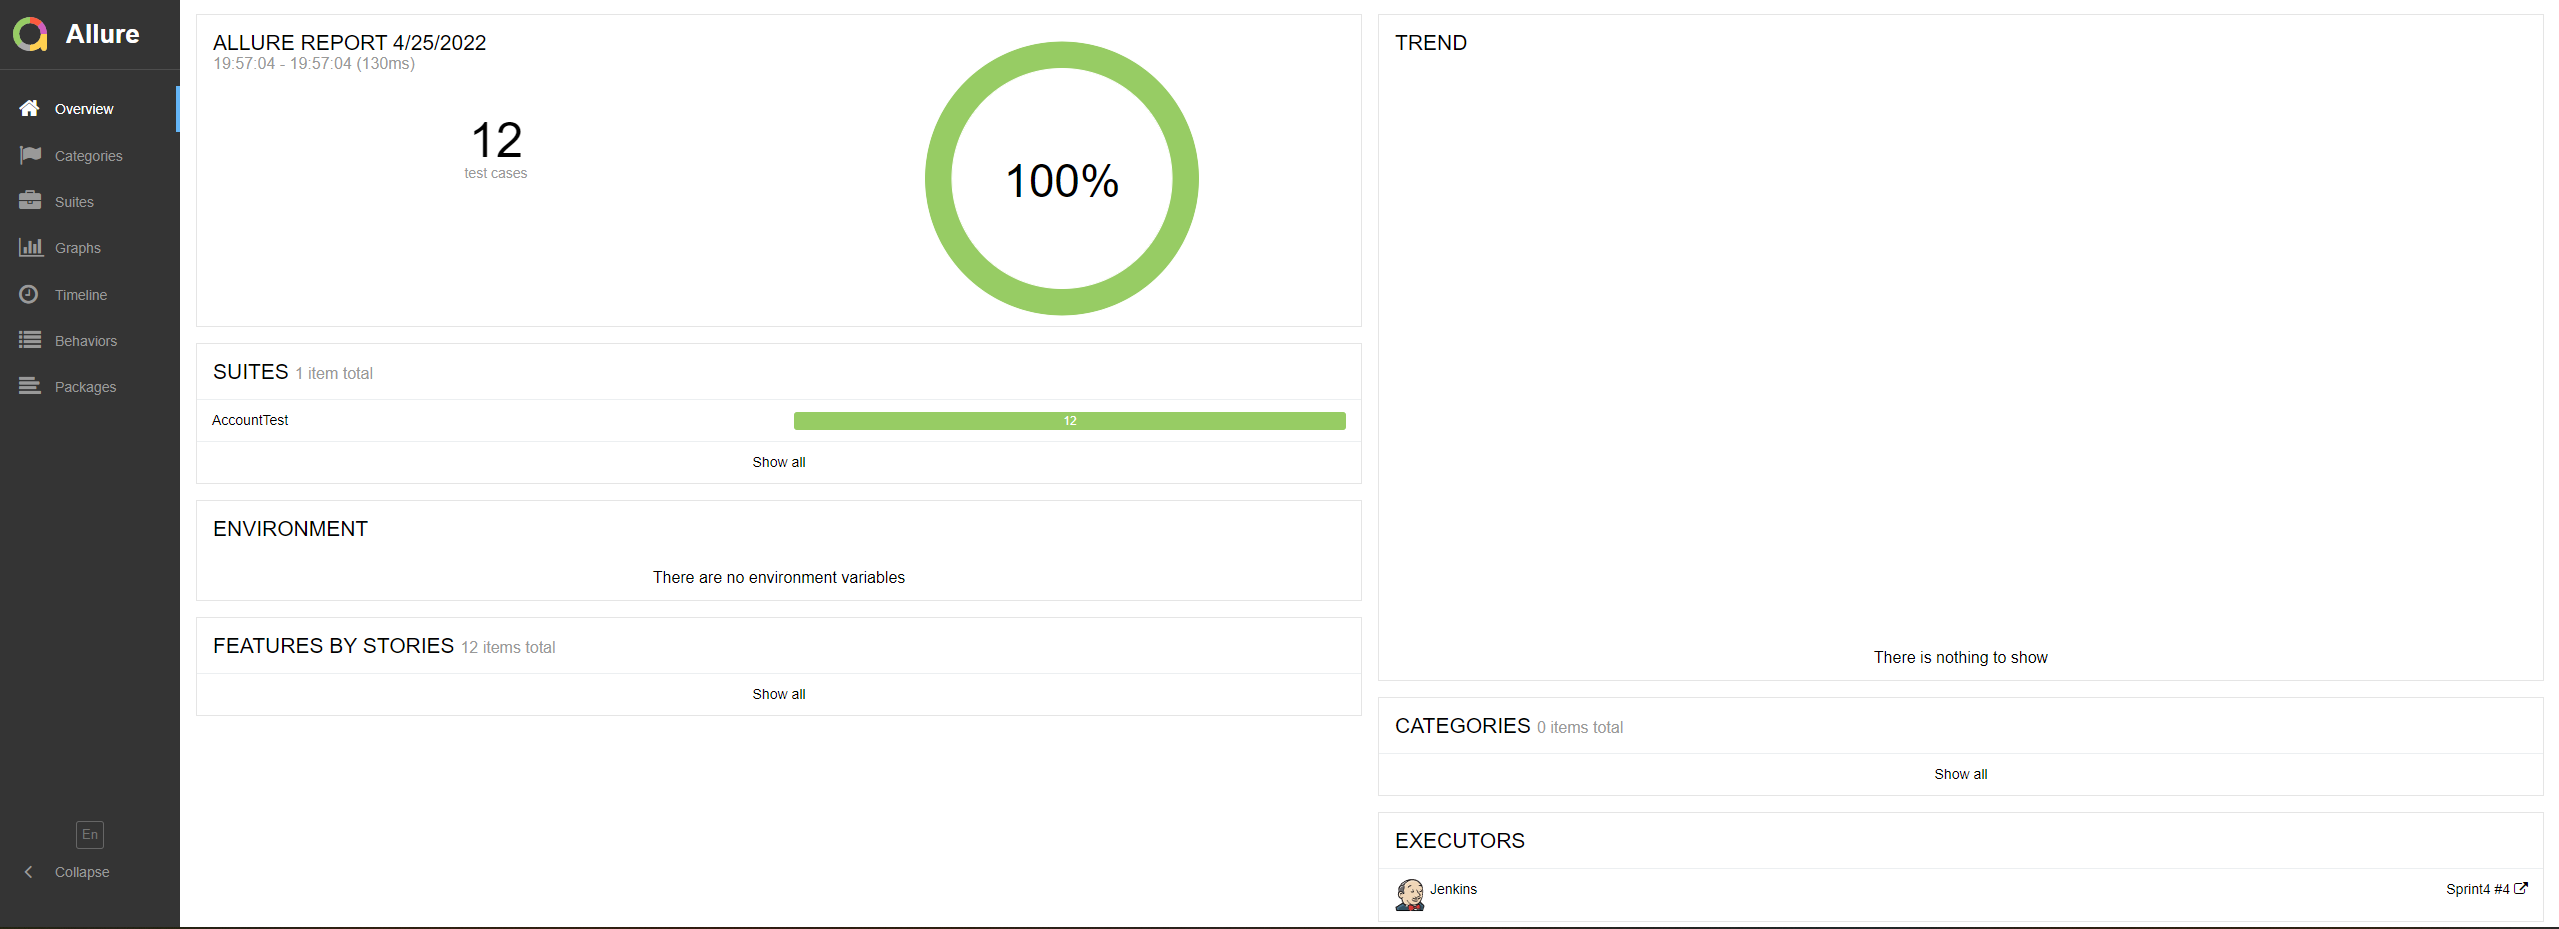 Allure
Overview
Categories
Suites
Graphs
Timeline
Behaviors
Packages
En
Collapse
ALLURE REPORT 4/25/2022
19:57:04 - 19:57:04 (130ms)
12
test cases
100%
SUITES 1 item total
AccountTest 12
Show all
ENVIRONMENT
There are no environment variables
FEATURES BY STORIES 12 items total
Show all
TREND
There is nothing to show
CATEGORIES 0 items total
Show all
EXECUTORS
Jenkins Sprint4 #4